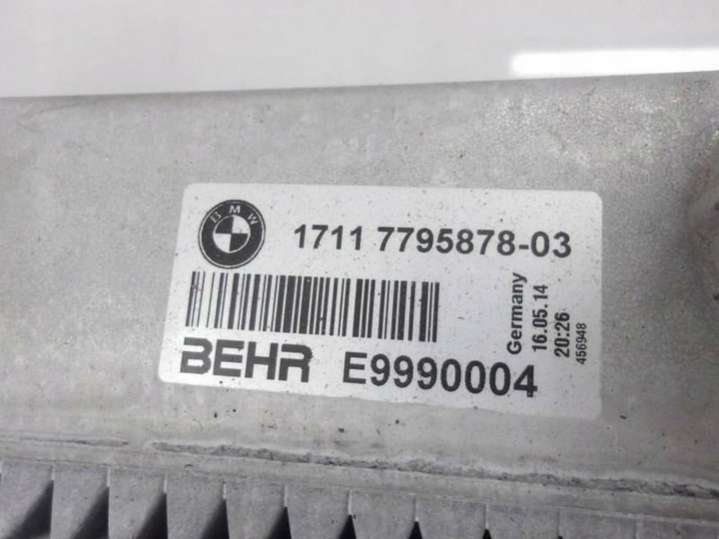 BMW
1711 7795878-03
BEHR E9990004
Germany
16.05.14
20:26
456948